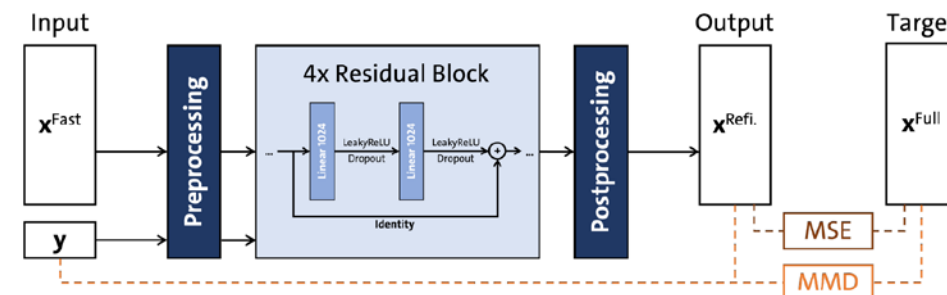 Input
Output
Targe
x^Fast
Preprocessing
4x Residual Block
...
Linear 1024
LeakyReLU
Dropout
Linear 1024
LeakyReLU
Dropout
+
...
Identity
Postprocessing
x^Refi.
x^Full
y
MSE
MMD